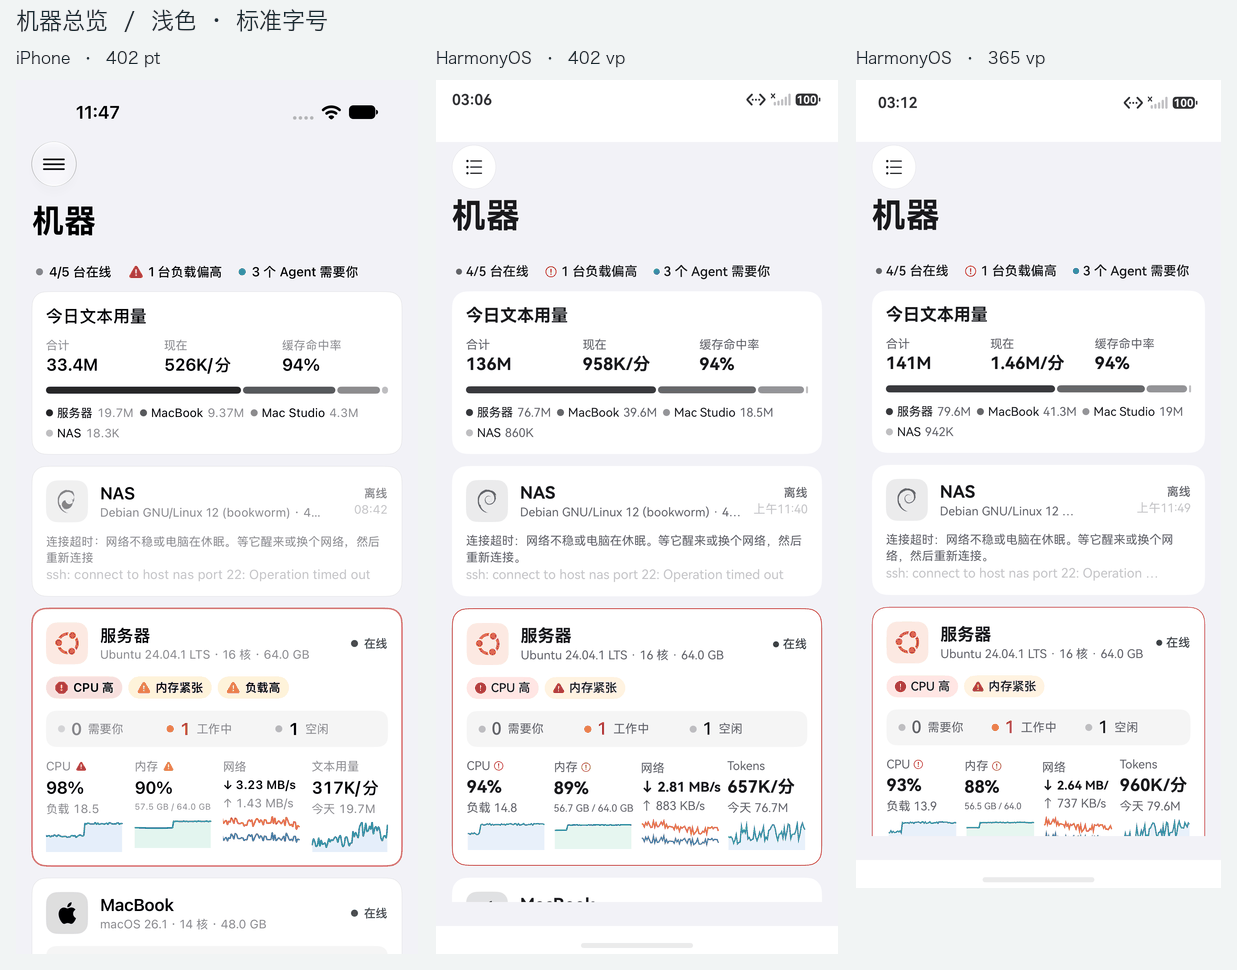 机器总览 / 浅色 · 标准字号
iPhone · 402 pt
11:47
机器
4/5 台在线 1 台负载偏高 3 个 Agent 需要你
今日文本用量
合计 现在 缓存命中率
33.4M 526K/分 94%
服务器 19.7M MacBook 9.37M Mac Studio 4.3M
NAS 18.3K
NAS 离线
Debian GNU/Linux 12 (bookworm) · 4... 08:42
连接超时：网络不稳或电脑在休眠。等它醒来或换个网络，然后
重新连接
ssh: connect to host nas port 22: Operation timed out
服务器 在线
Ubuntu 24.04.1 LTS · 16 核 · 64.0 GB
CPU 高 内存紧张 负载高
0 需要你 1 工作中 1 空闲
CPU 内存 网络 文本用量
98% 90% ↓ 3.23 MB/s 317K/分
负载 18.5 57.5 GB / 64.0 GB ↑ 1.43 MB/s 今天 19.7M
MacBook 在线
macOS 26.1 · 14 核 · 48.0 GB
HarmonyOS · 402 vp
03:06 100
机器
4/5 台在线 1 台负载偏高 3 个 Agent 需要你
今日文本用量
合计 现在 缓存命中率
136M 958K/分 94%
服务器 76.7M MacBook 39.6M Mac Studio 18.5M
NAS 860K
NAS 离线
Debian GNU/Linux 12 (bookworm) · 4... 上午11:40
连接超时：网络不稳或电脑在休眠。等它醒来或换个网络，然后
重新连接。
ssh: connect to host nas port 22: Operation timed out
服务器 在线
Ubuntu 24.04.1 LTS · 16 核 · 64.0 GB
CPU 高 内存紧张
0 需要你 1 工作中 1 空闲
CPU 内存 网络 Tokens
94% 89% ↓ 2.81 MB/s 657K/分
负载 14.8 56.7 GB / 64.0 GB ↑ 883 KB/s 今天 76.7M
MacBook
HarmonyOS · 365 vp
03:12 100
机器
4/5 台在线 1 台负载偏高 3 个 Agent 需要你
今日文本用量
合计 现在 缓存命中率
141M 1.46M/分 94%
服务器 79.6M MacBook 41.3M Mac Studio 19M
NAS 942K
NAS 离线
Debian GNU/Linux 12 ... 上午11:49
连接超时：网络不稳或电脑在休眠。等它醒来或换个网
络，然后重新连接。
ssh: connect to host nas port 22: Operation ...
服务器 在线
Ubuntu 24.04.1 LTS · 16 核 · 64.0 GB
CPU 高 内存紧张
0 需要你 1 工作中 1 空闲
CPU 内存 网络 Tokens
93% 88% ↓ 2.64 MB/ 960K/分
负载 13.9 56.5 GB / 64.0 ↑ 737 KB/s 今天 79.6M